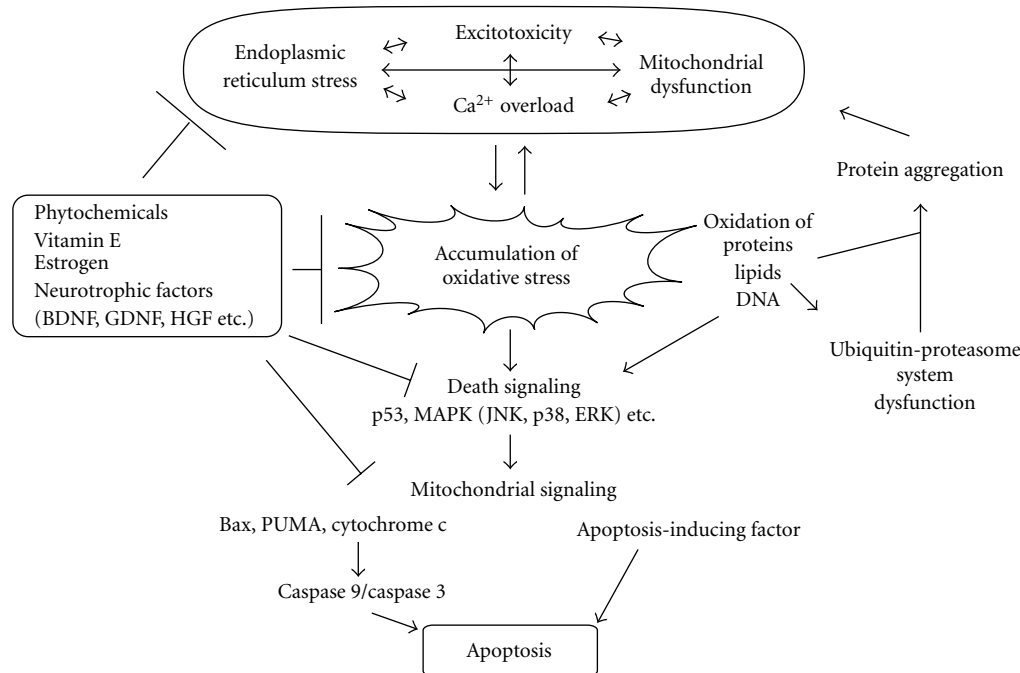 Excitotoxicity
Endoplasmic
reticulum stress
Mitochondrial
dysfunction
Ca2+ overload
Protein aggregation
Phytochemicals
Vitamin E
Estrogen
Neurotrophic factors
(BDNF, GDNF, HGF etc.)
Accumulation of
oxidative stress
Oxidation of
proteins
lipids
DNA
Ubiquitin-proteasome
system
dysfunction
Death signaling
p53, MAPK (JNK, p38, ERK) etc.
Mitochondrial signaling
Bax, PUMA, cytochrome c
Apoptosis-inducing factor
Caspase 9/caspase 3
Apoptosis